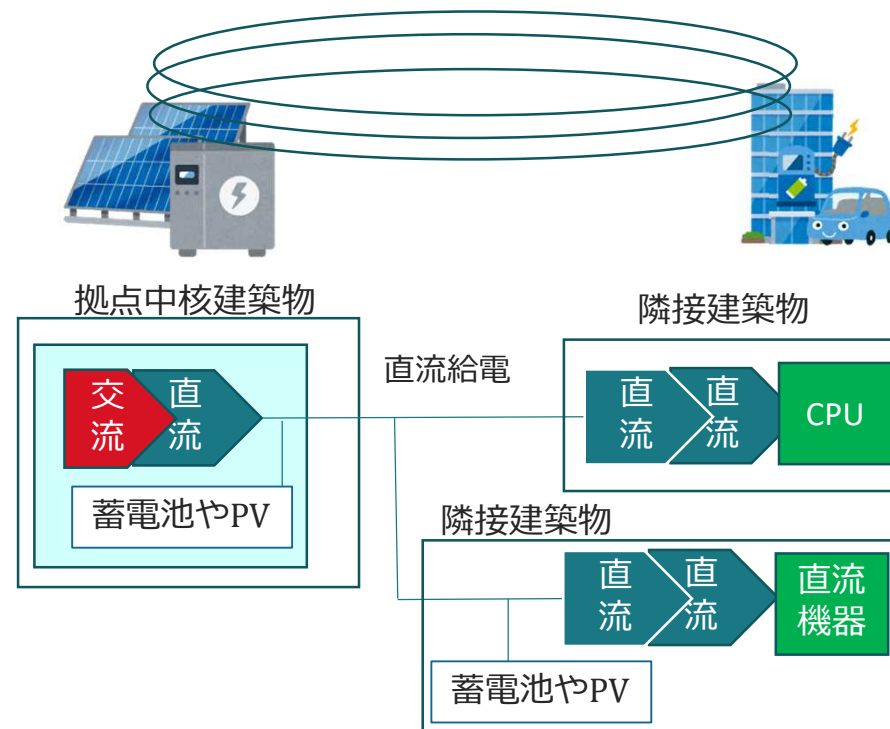 拠点中核建築物
隣接建築物
直流給電
交流
直流
直流
直流
CPU
蓄電池やPV
隣接建築物
直流
直流
直流
機器
蓄電池やPV